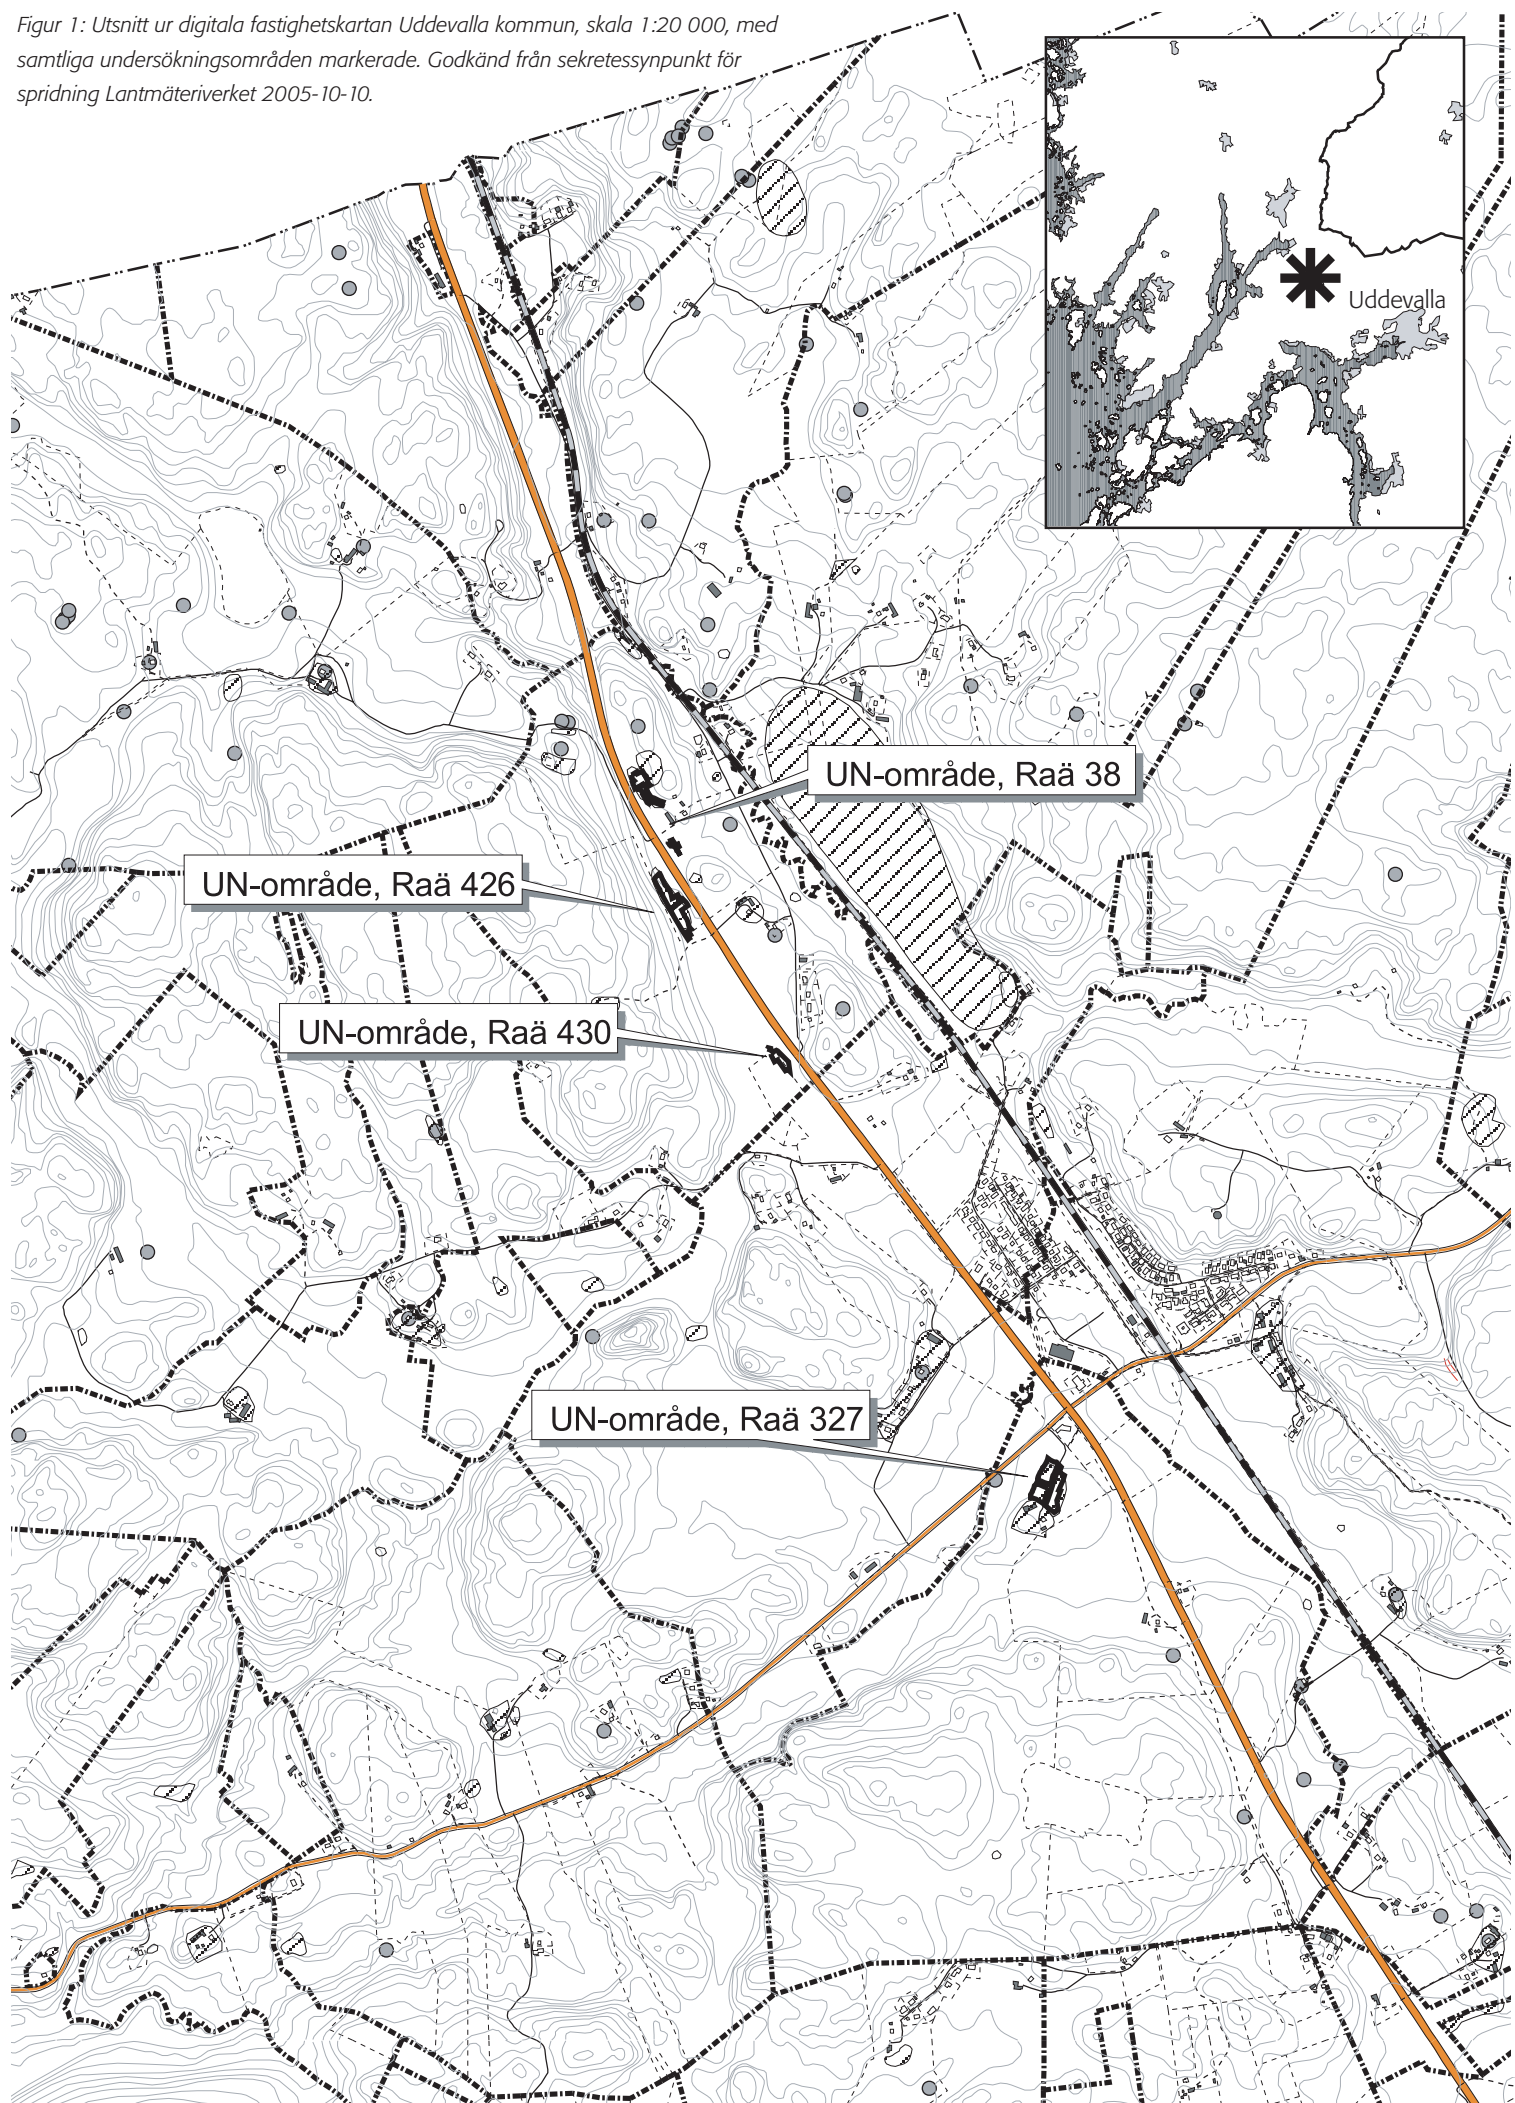 Figur 1: Utsnitt ur digitala fastighetskartan Uddevalla kommun, skala 1:20 000, med
samtliga undersökningsområden markerade. Godkänd från sekretessynpunkt för
spridning Lantmäteriverket 2005-10-10.
Uddevalla
UN-område, Raä 38
UN-område, Raä 426
UN-område, Raä 430
UN-område, Raä 327